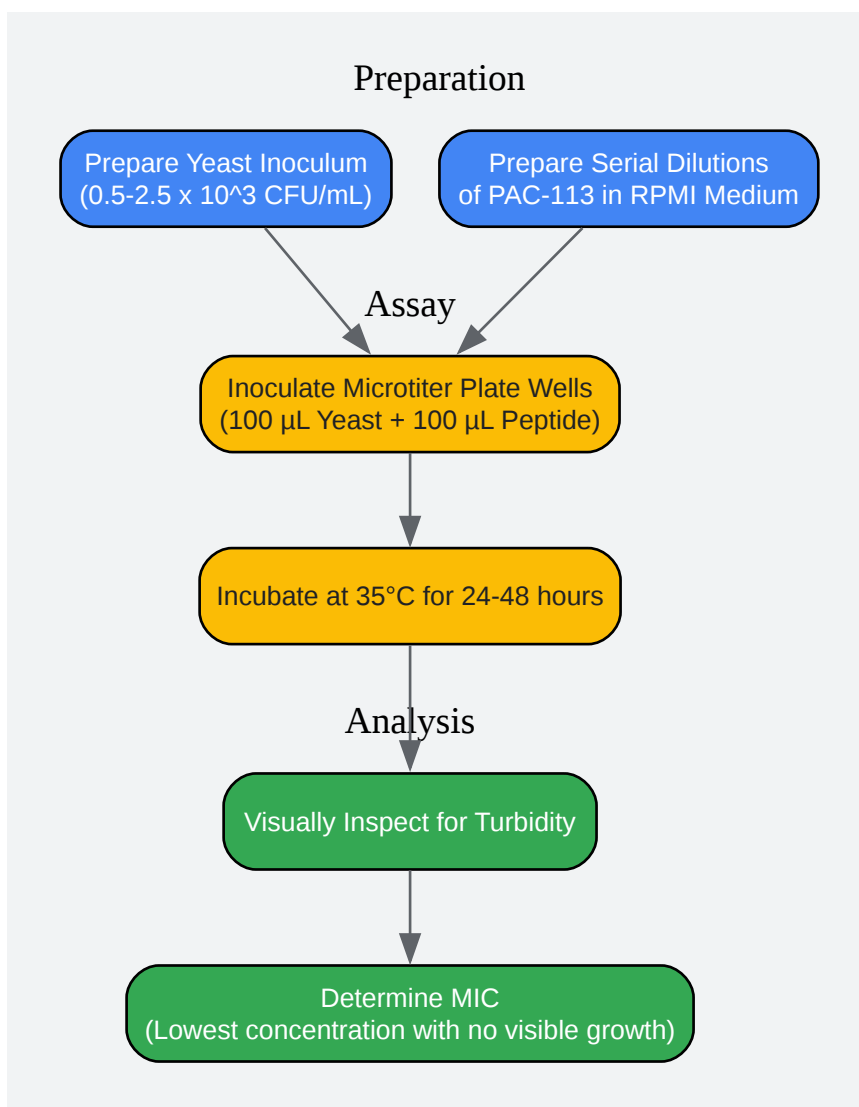 Preparation
Prepare Yeast Inoculum
(0.5-2.5 x 10^3 CFU/mL)
Prepare Serial Dilutions
of PAC-113 in RPMI Medium
Assay
Inoculate Microtiter Plate Wells
(100 µL Yeast + 100 µL Peptide)
Incubate at 35°C for 24-48 hours
Analysis
Visually Inspect for Turbidity
Determine MIC
(Lowest concentration with no visible growth)